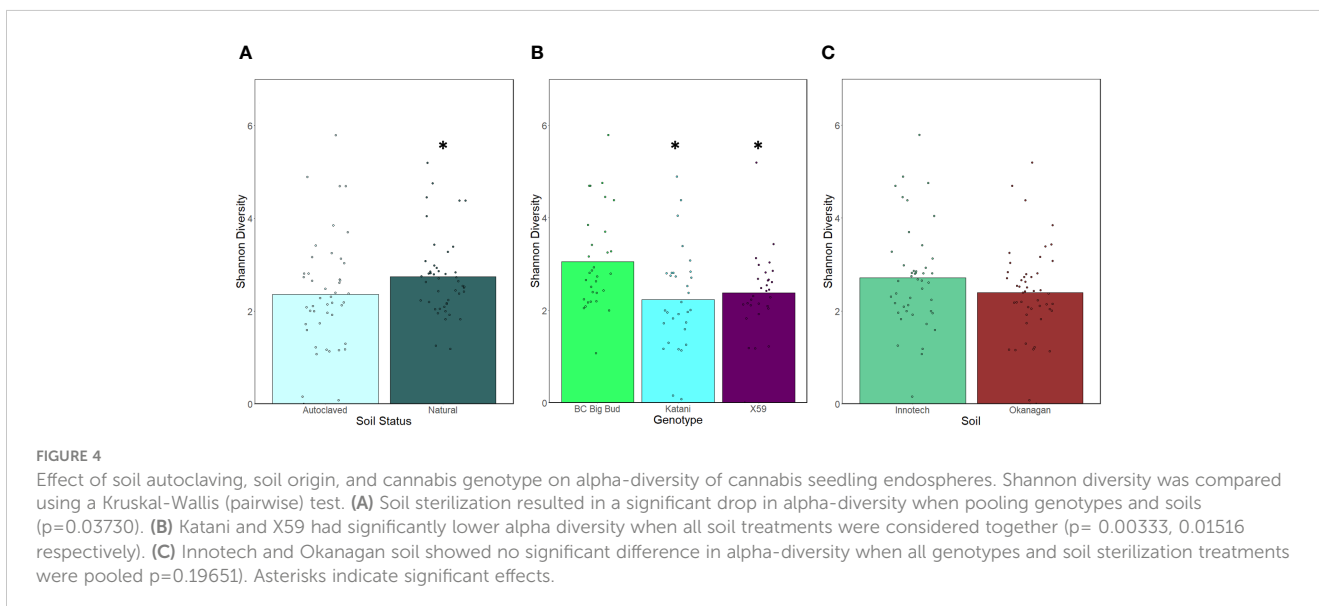 A
B
C
Shannon Diversity
6
4
2
0
*
Autoclaved
Natural
Soil Status
Shannon Diversity
6
4
2
0
*
*
BC Big Bud
Katani
X59
Genotype
Shannon Diversity
6
4
2
0
Innotech
Okanagan
Soil
FIGURE 4
Effect of soil autoclaving, soil origin, and cannabis genotype on alpha-diversity of cannabis seedling endospheres. Shannon diversity was compared
using a Kruskal-Wallis (pairwise) test. (A) Soil sterilization resulted in a significant drop in alpha-diversity when pooling genotypes and soils
(p=0.03730). (B) Katani and X59 had significantly lower alpha diversity when all soil treatments were considered together (p= 0.00333, 0.01516
respectively). (C) Innotech and Okanagan soil showed no significant difference in alpha-diversity when all genotypes and soil sterilization treatments
were pooled p=0.19651). Asterisks indicate significant effects.